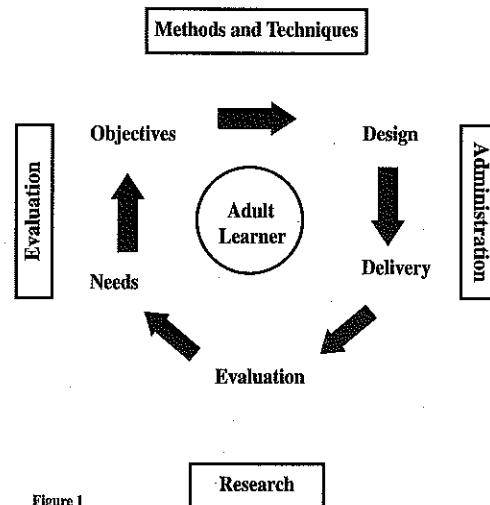 Methods and Techniques
Objectives
Design
Evaluation
Adult
Learner
Administration
Needs
Delivery
Evaluation
Research
Figure 1